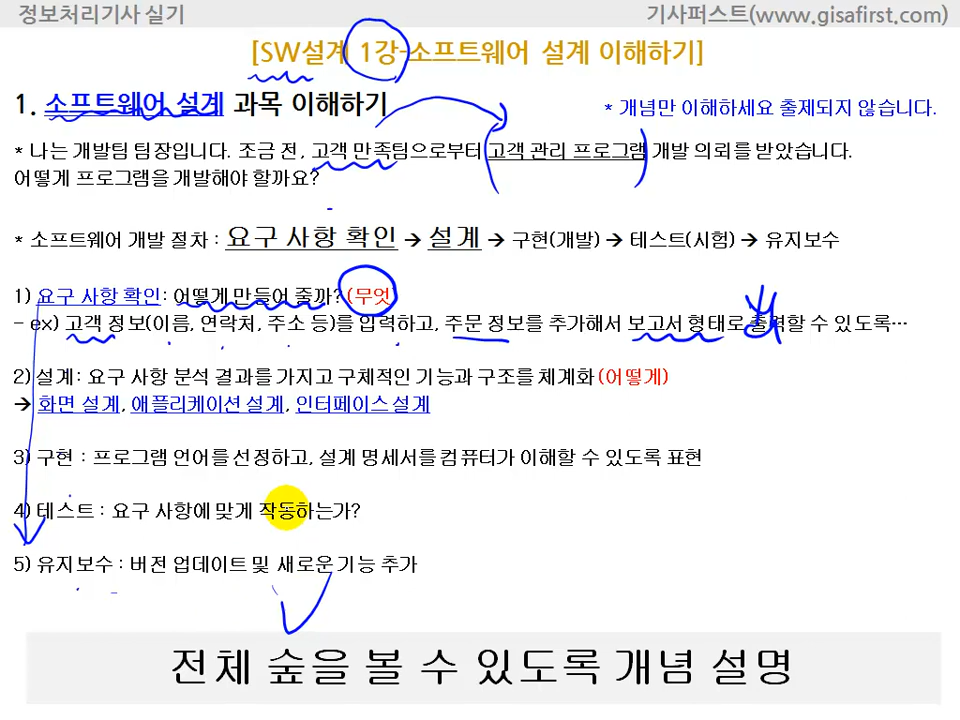 정보처리기사 실기
기사퍼스트(www.gisafirst.com)
[SW설계 1강-소프트웨어 설계 이해하기]
1. 소프트웨어 설계 과목 이해하기
* 개념만 이해하세요 출제되지 않습니다.
* 나는 개발팀 팀장입니다. 조금 전, 고객 만족팀으로부터 고객 관리 프로그램 개발 의뢰를 받았습니다.
어떻게 프로그램을 개발해야 할까요?
* 소프트웨어 개발 절차 : 요구 사항 확인 → 설계 → 구현(개발) → 테스트(시험) → 유지보수
1) 요구 사항 확인: 어떻게 만들어 줄까? (무엇)
- ex) 고객 정보(이름, 연락처, 주소 등)를 입력하고, 주문 정보를 추가해서 보고서 형태로 출력할 수 있도록…
2) 설계: 요구 사항 분석 결과를 가지고 구체적인 기능과 구조를 체계화 (어떻게)
→ 화면 설계, 애플리케이션 설계, 인터페이스 설계
3) 구현 : 프로그램 언어를 선정하고, 설계 명세서를 컴퓨터가 이해할 수 있도록 표현
4) 테스트 : 요구 사항에 맞게 작동하는가?
5) 유지보수 : 버전 업데이트 및 새로운 기능 추가
전체 숲을 볼 수 있도록 개념 설명